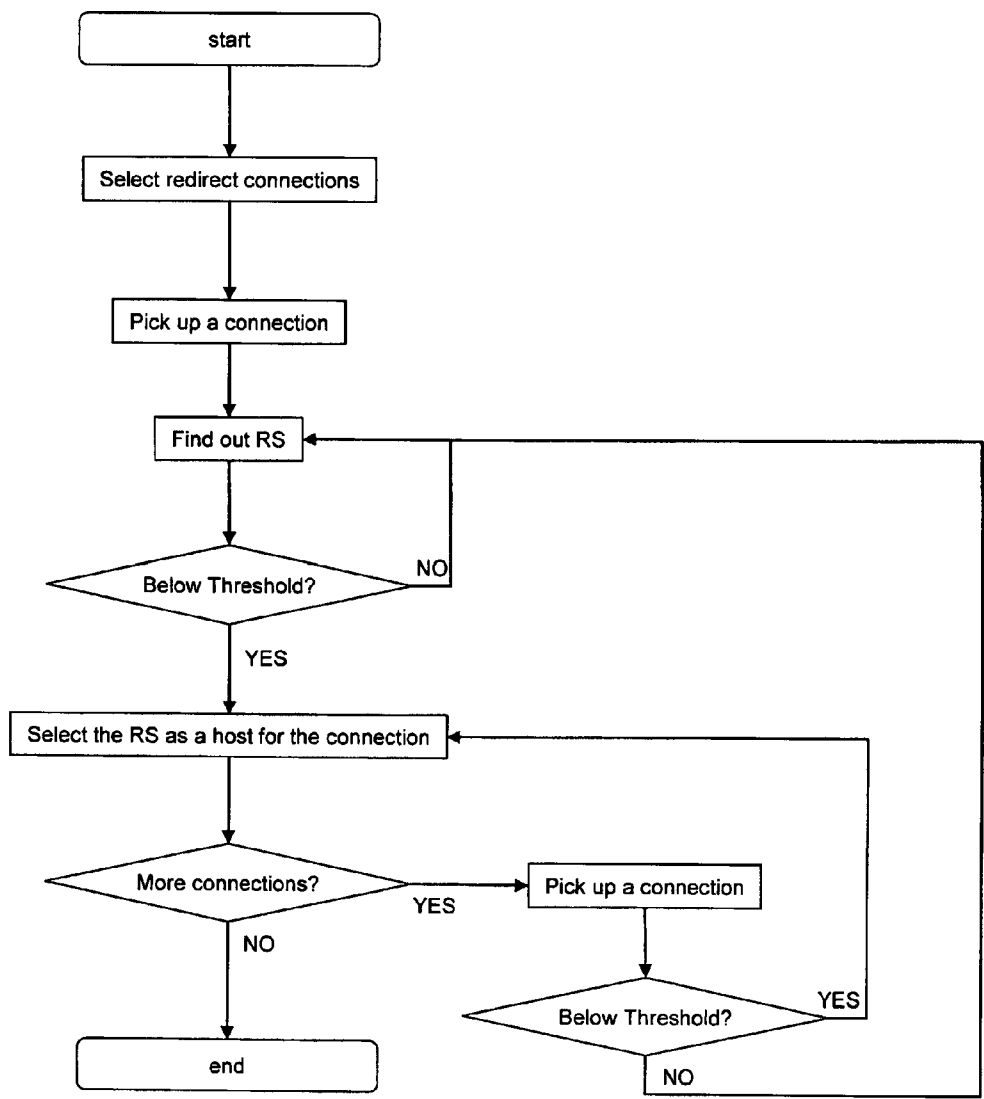 start
Select redirect connections
Pick up a connection
Find out RS
Below Threshold?
NO
YES
Select the RS as a host for the connection
More connections?
YES
Pick up a connection
NO
Below Threshold?
YES
NO
end